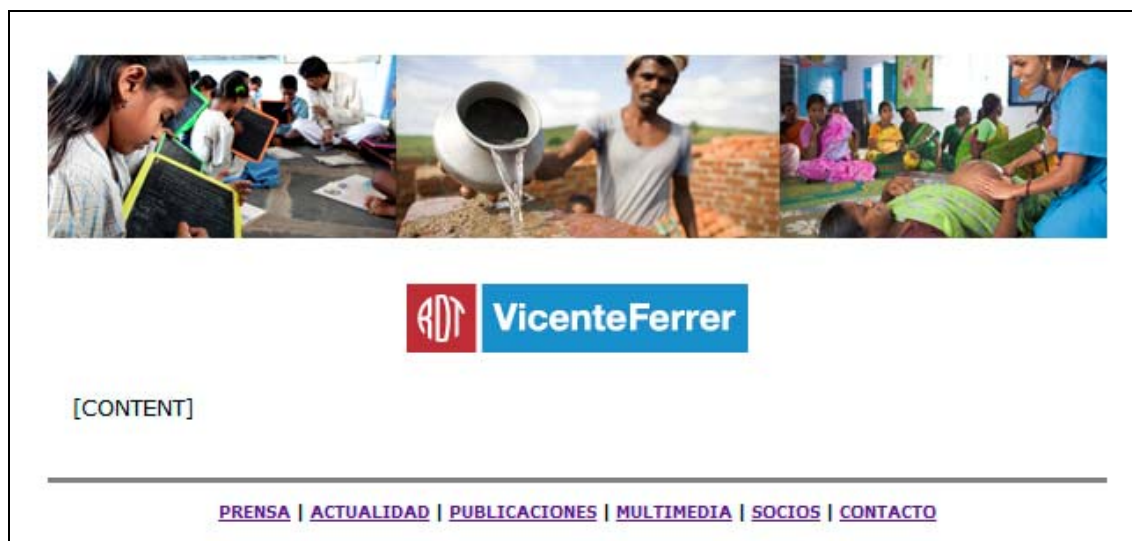 RDT VicenteFerrer
[CONTENT]
PRENSA | ACTUALIDAD | PUBLICACIONES | MULTIMEDIA | SOCIOS | CONTACTO